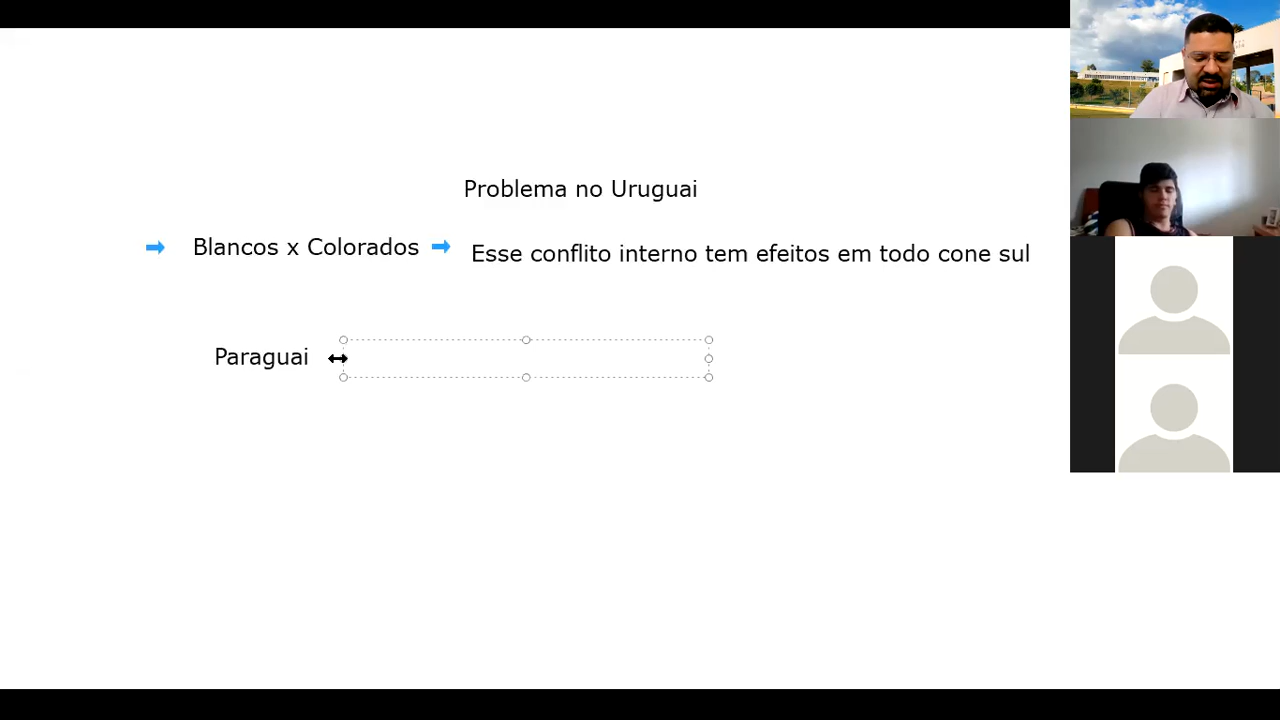 Problema no Uruguai
Blancos x Colorados
Esse conflito interno tem efeitos em todo cone sul
Paraguai